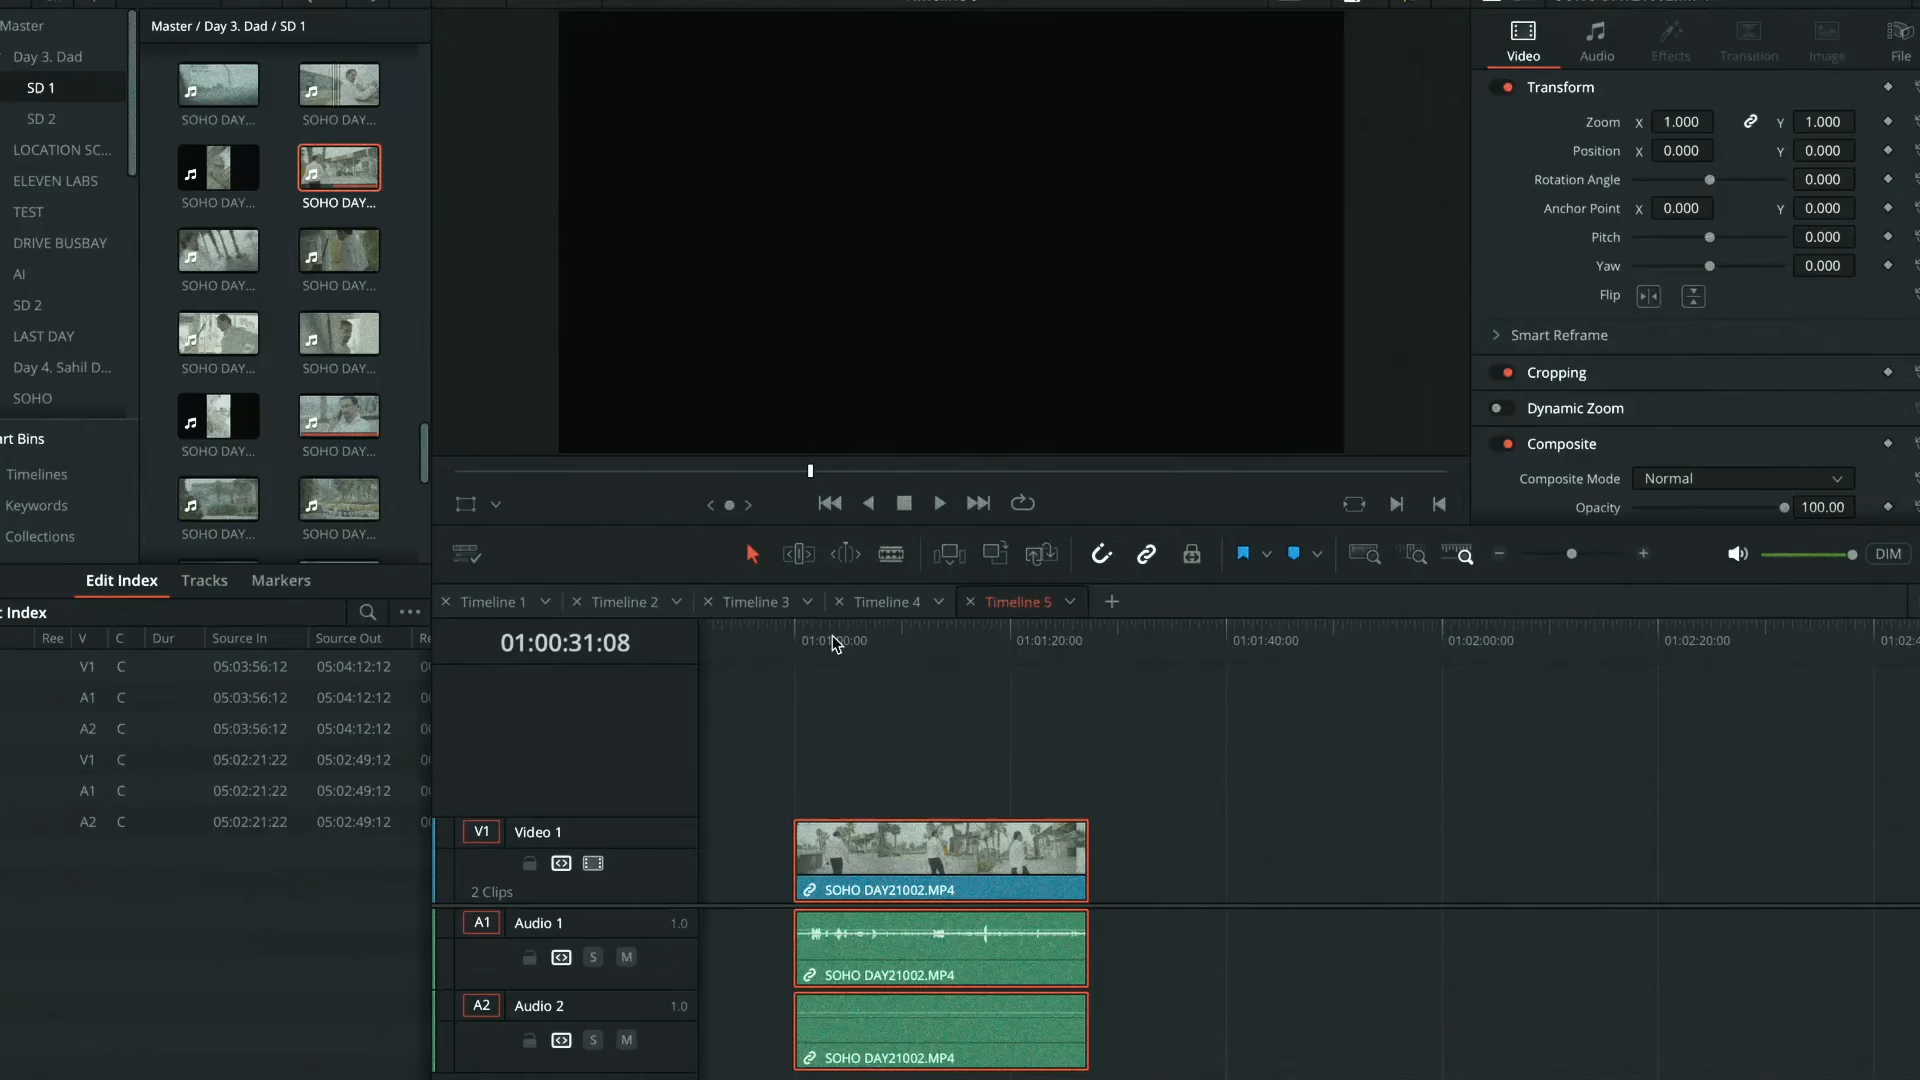 Master
Master / Day 3. Dad / SD 1
Day 3. Dad
SD 1
SD 2
LOCATION SC...
ELEVEN LABS
TEST
DRIVE BUSBAY
AI
SD 2
LAST DAY
Day 4. Sahil D...
SOHO
art Bins
Timelines
Keywords
Collections
SOHO DAY...
SOHO DAY...
SOHO DAY...
SOHO DAY...
SOHO DAY...
SOHO DAY...
SOHO DAY...
SOHO DAY...
SOHO DAY...
SOHO DAY...
SOHO DAY...
SOHO DAY...
Video
Audio
Effects
Transition
Image
File
Transform
Zoom X 1.000 Y 1.000
Position X 0.000 Y 0.000
Rotation Angle 0.000
Anchor Point X 0.000 Y 0.000
Pitch 0.000
Yaw 0.000
Flip
Smart Reframe
Cropping
Dynamic Zoom
Composite
Composite Mode Normal
Opacity 100.00
DIM
Edit Index Tracks Markers
t Index
Ree V C Dur Source In Source Out Re
V1 C 05:03:56:12 05:04:12:12
A1 C 05:03:56:12 05:04:12:12
A2 C 05:03:56:12 05:04:12:12
V1 C 05:02:21:22 05:02:49:12
A1 C 05:02:21:22 05:02:49:12
A2 C 05:02:21:22 05:02:49:12
Timeline 1 Timeline 2 Timeline 3 Timeline 4 Timeline 5
01:00:31:08
01:01:00:00 01:01:20:00 01:01:40:00 01:02:00:00 01:02:20:00 01:02:4
V1 Video 1
2 Clips
SOHO DAY21002.MP4
A1 Audio 1 1.0
S M
SOHO DAY21002.MP4
A2 Audio 2 1.0
S M
SOHO DAY21002.MP4